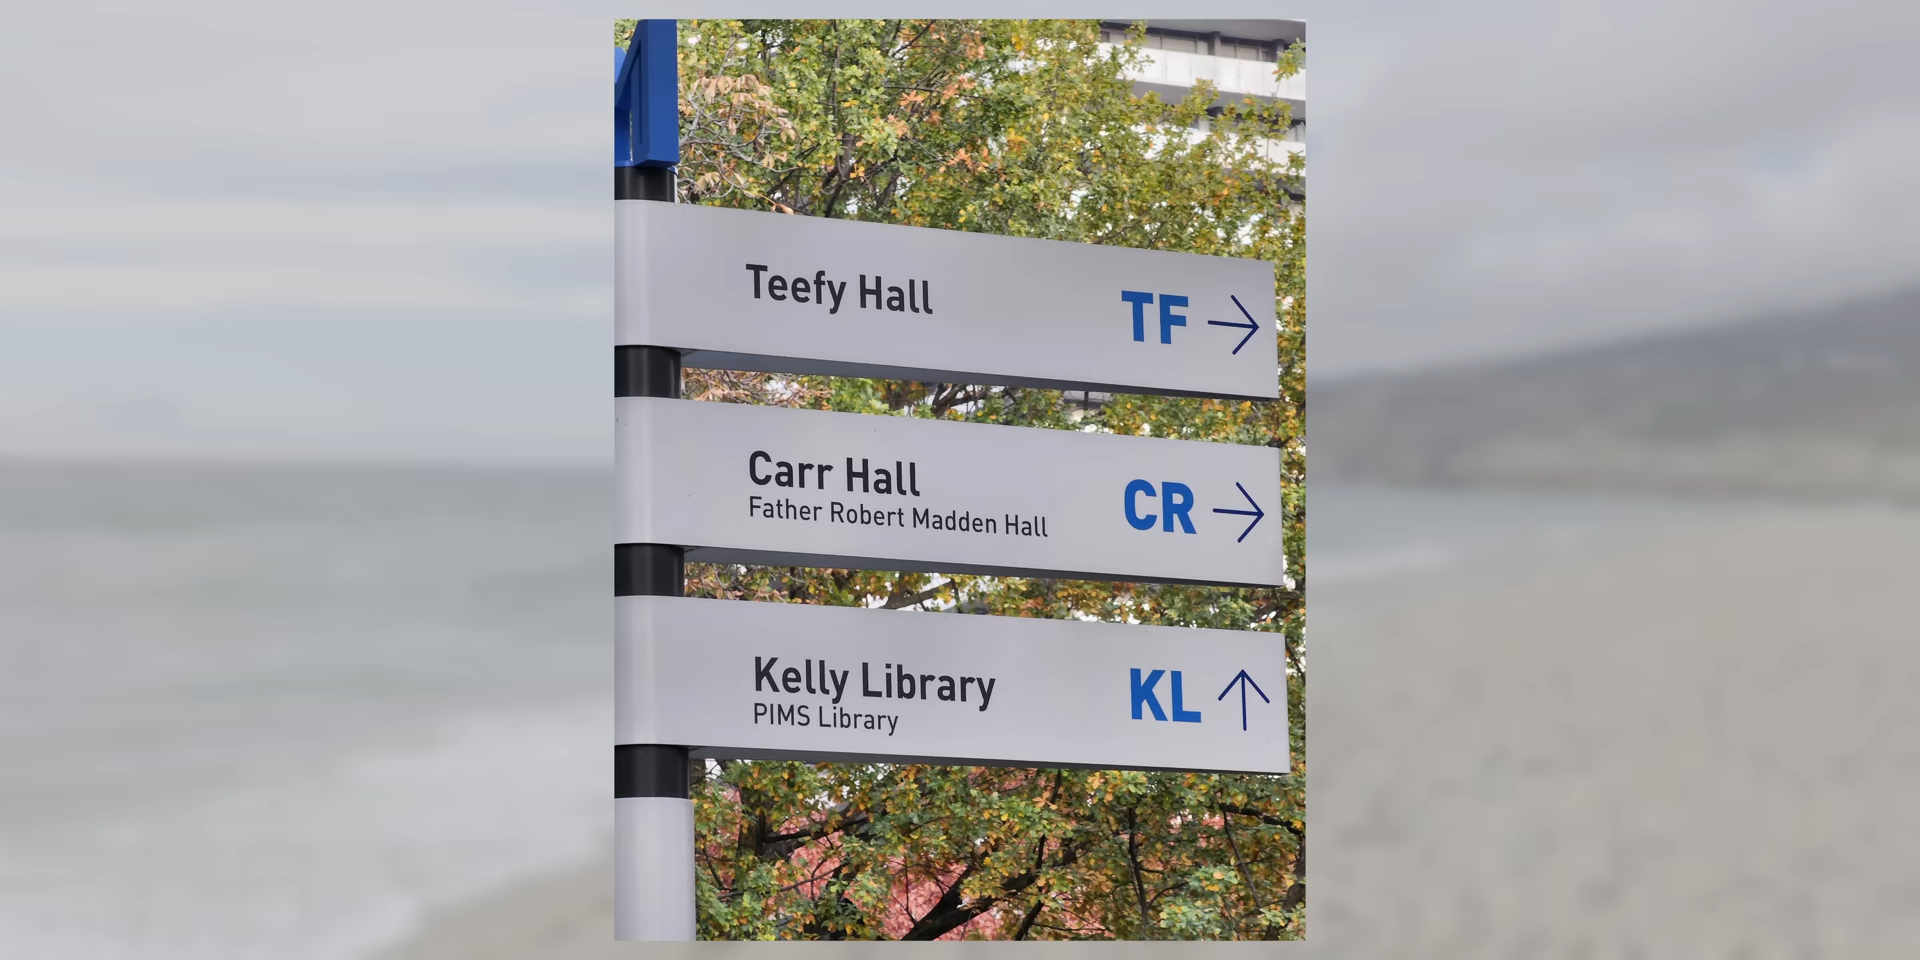 Teefy Hall TF →
Carr Hall CR →
Father Robert Madden Hall
Kelly Library KL ↑
PIMS Library